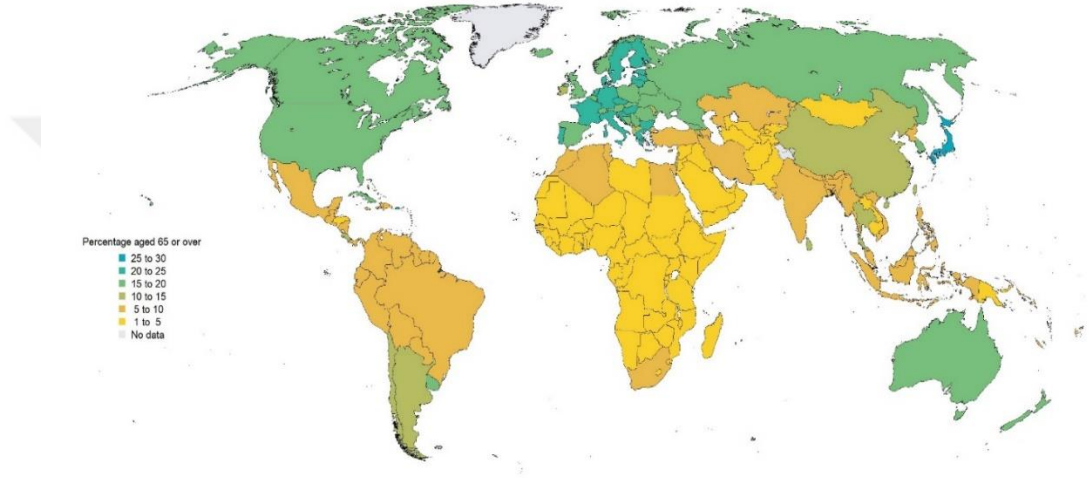 Percentage aged 65 or over
25 to 30
20 to 25
15 to 20
10 to 15
5 to 10
1 to 5
No data